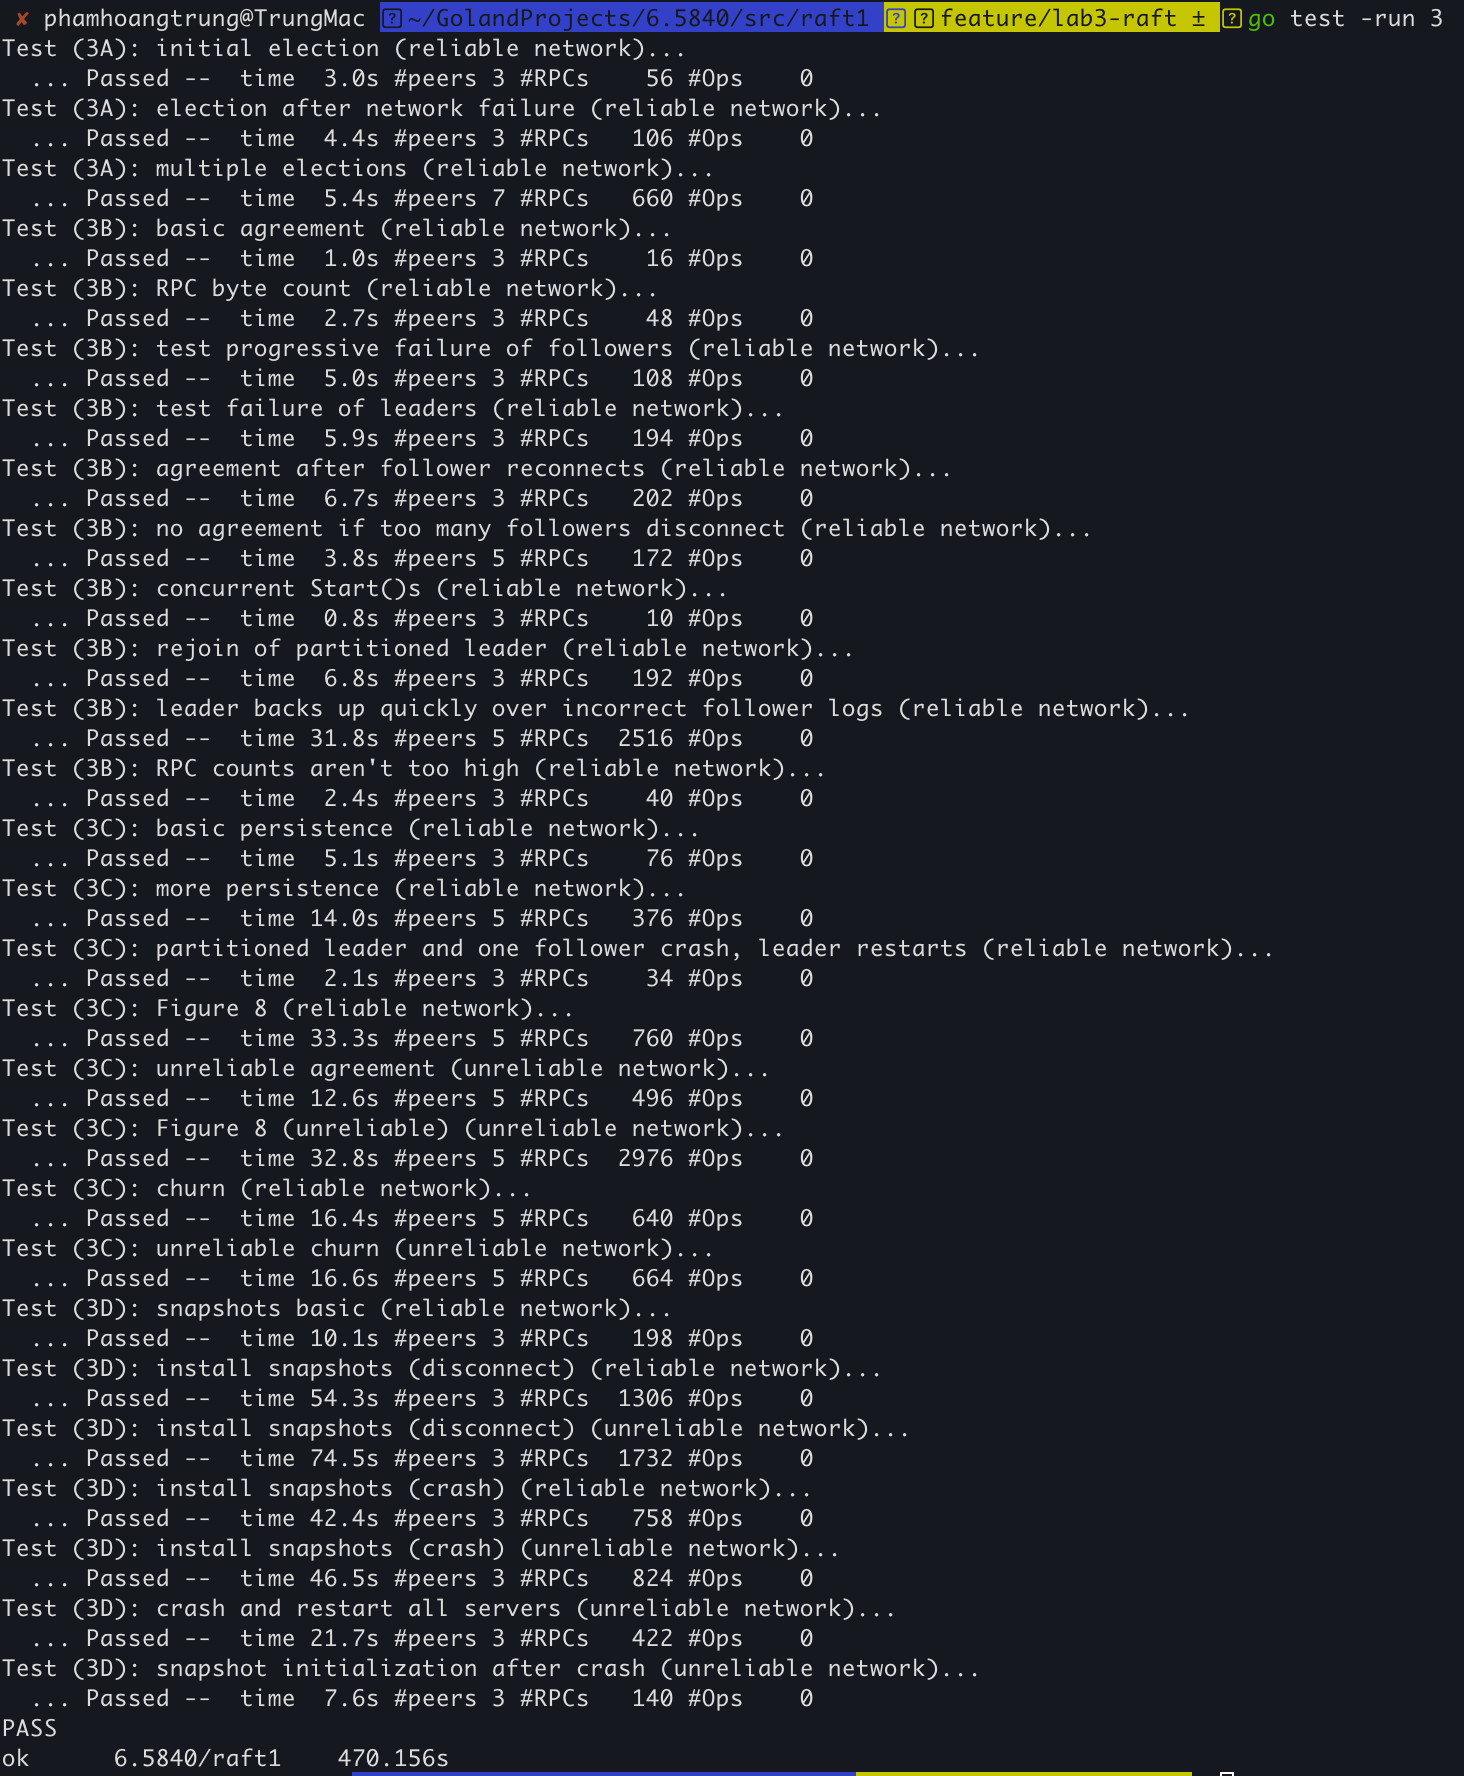 ✘ phamhoangtrung@TrungMac ~/GolandProjects/6.5840/src/raft1 feature/lab3-raft ± go test -run 3
Test (3A): initial election (reliable network)...
  ... Passed --  time  3.0s #peers 3 #RPCs    56 #Ops    0
Test (3A): election after network failure (reliable network)...
  ... Passed --  time  4.4s #peers 3 #RPCs   106 #Ops    0
Test (3A): multiple elections (reliable network)...
  ... Passed --  time  5.4s #peers 7 #RPCs   660 #Ops    0
Test (3B): basic agreement (reliable network)...
  ... Passed --  time  1.0s #peers 3 #RPCs    16 #Ops    0
Test (3B): RPC byte count (reliable network)...
  ... Passed --  time  2.7s #peers 3 #RPCs    48 #Ops    0
Test (3B): test progressive failure of followers (reliable network)...
  ... Passed --  time  5.0s #peers 3 #RPCs   108 #Ops    0
Test (3B): test failure of leaders (reliable network)...
  ... Passed --  time  5.9s #peers 3 #RPCs   194 #Ops    0
Test (3B): agreement after follower reconnects (reliable network)...
  ... Passed --  time  6.7s #peers 3 #RPCs   202 #Ops    0
Test (3B): no agreement if too many followers disconnect (reliable network)...
  ... Passed --  time  3.8s #peers 5 #RPCs   172 #Ops    0
Test (3B): concurrent Start()s (reliable network)...
  ... Passed --  time  0.8s #peers 3 #RPCs    10 #Ops    0
Test (3B): rejoin of partitioned leader (reliable network)...
  ... Passed --  time  6.8s #peers 3 #RPCs   192 #Ops    0
Test (3B): leader backs up quickly over incorrect follower logs (reliable network)...
  ... Passed --  time 31.8s #peers 5 #RPCs  2516 #Ops    0
Test (3B): RPC counts aren't too high (reliable network)...
  ... Passed --  time  2.4s #peers 3 #RPCs    40 #Ops    0
Test (3C): basic persistence (reliable network)...
  ... Passed --  time  5.1s #peers 3 #RPCs    76 #Ops    0
Test (3C): more persistence (reliable network)...
  ... Passed --  time 14.0s #peers 5 #RPCs   376 #Ops    0
Test (3C): partitioned leader and one follower crash, leader restarts (reliable network)...
  ... Passed --  time  2.1s #peers 3 #RPCs    34 #Ops    0
Test (3C): Figure 8 (reliable network)...
  ... Passed --  time 33.3s #peers 5 #RPCs   760 #Ops    0
Test (3C): unreliable agreement (unreliable network)...
  ... Passed --  time 12.6s #peers 5 #RPCs   496 #Ops    0
Test (3C): Figure 8 (unreliable) (unreliable network)...
  ... Passed --  time 32.8s #peers 5 #RPCs  2976 #Ops    0
Test (3C): churn (reliable network)...
  ... Passed --  time 16.4s #peers 5 #RPCs   640 #Ops    0
Test (3C): unreliable churn (unreliable network)...
  ... Passed --  time 16.6s #peers 5 #RPCs   664 #Ops    0
Test (3D): snapshots basic (reliable network)...
  ... Passed --  time 10.1s #peers 3 #RPCs   198 #Ops    0
Test (3D): install snapshots (disconnect) (reliable network)...
  ... Passed --  time 54.3s #peers 3 #RPCs  1306 #Ops    0
Test (3D): install snapshots (disconnect) (unreliable network)...
  ... Passed --  time 74.5s #peers 3 #RPCs  1732 #Ops    0
Test (3D): install snapshots (crash) (reliable network)...
  ... Passed --  time 42.4s #peers 3 #RPCs   758 #Ops    0
Test (3D): install snapshots (crash) (unreliable network)...
  ... Passed --  time 46.5s #peers 3 #RPCs   824 #Ops    0
Test (3D): crash and restart all servers (unreliable network)...
  ... Passed --  time 21.7s #peers 3 #RPCs   422 #Ops    0
Test (3D): snapshot initialization after crash (unreliable network)...
  ... Passed --  time  7.6s #peers 3 #RPCs   140 #Ops    0
PASS
ok      6.5840/raft1    470.156s